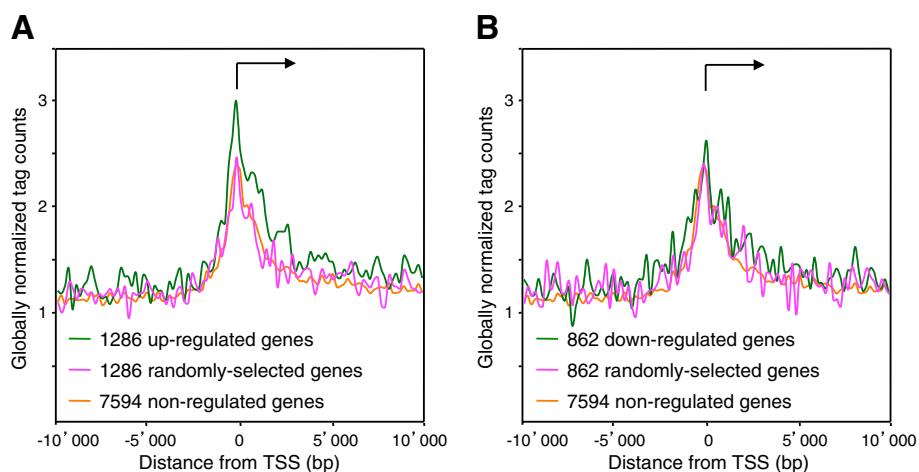 A
Globally normalized tag counts
3
2
1
1286 up-regulated genes
1286 randomly-selected genes
7594 non-regulated genes
-10’000 -5’000 0 5’000 10’000
Distance from TSS (bp)
B
Globally normalized tag counts
3
2
1
862 down-regulated genes
862 randomly-selected genes
7594 non-regulated genes
-10’000 -5’000 0 5’000 10’000
Distance from TSS (bp)